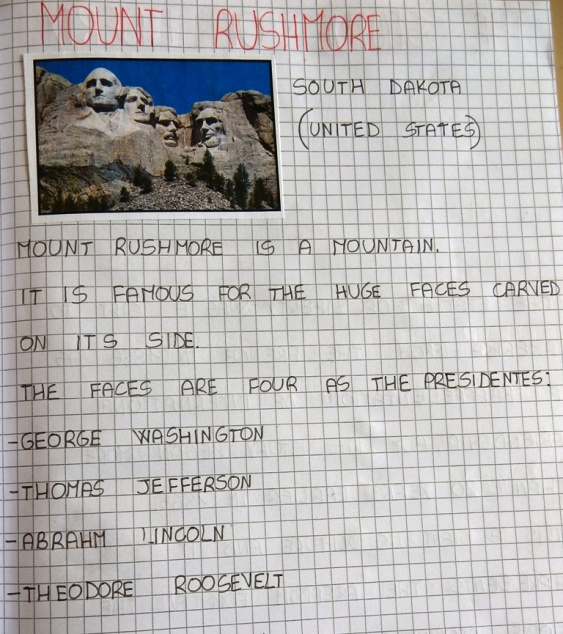 MOUNT RUSHMORE
SOUTH DAKOTA
(UNITED STATES)
MOUNT RUSHMORE IS A MOUNTAIN.
IT IS FAMOUS FOR THE HUGE FACES CARVED
ON ITS SIDE.
THE FACES ARE FOUR AS THE PRESIDENTES:
-GEORGE WASHINGTON
-THOMAS JEFFERSON
-ABRAHM LINCOLN
-THEODORE ROOSEVELT